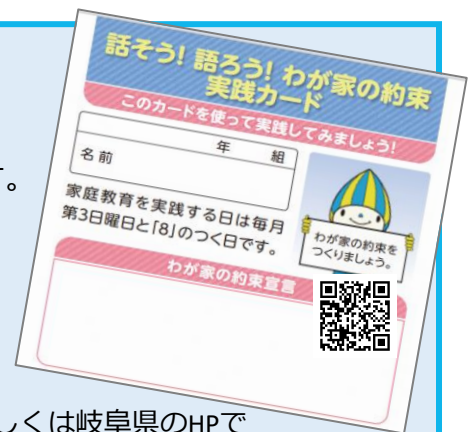 話そう! 語ろう! わが家の約束
実践カード
このカードを使って実践してみましょう!
年 組
名前
家庭教育を実践する日は毎月
第3日曜日と「8」のつく日です。
わが家の約束を
つくりましょう。
わが家の約束宣言
。
しくは岐阜県のHPで